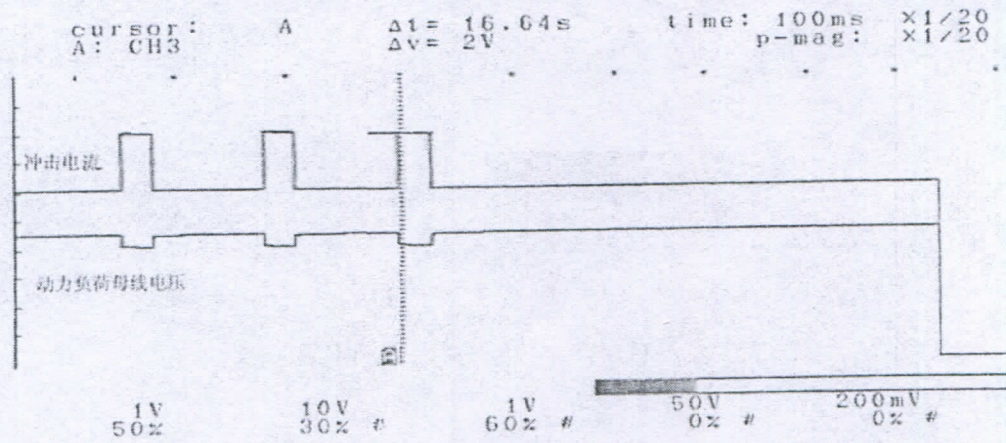 cursor: A Δt= 16.64s time: 100ms ×1/20
A: CH3 Δv= 2V p-mag: ×1/20
冲击电流
动力负荷母线电压
1V 10V 1V 50V 200mV
50% 30% # 60% # 0% # 0% #